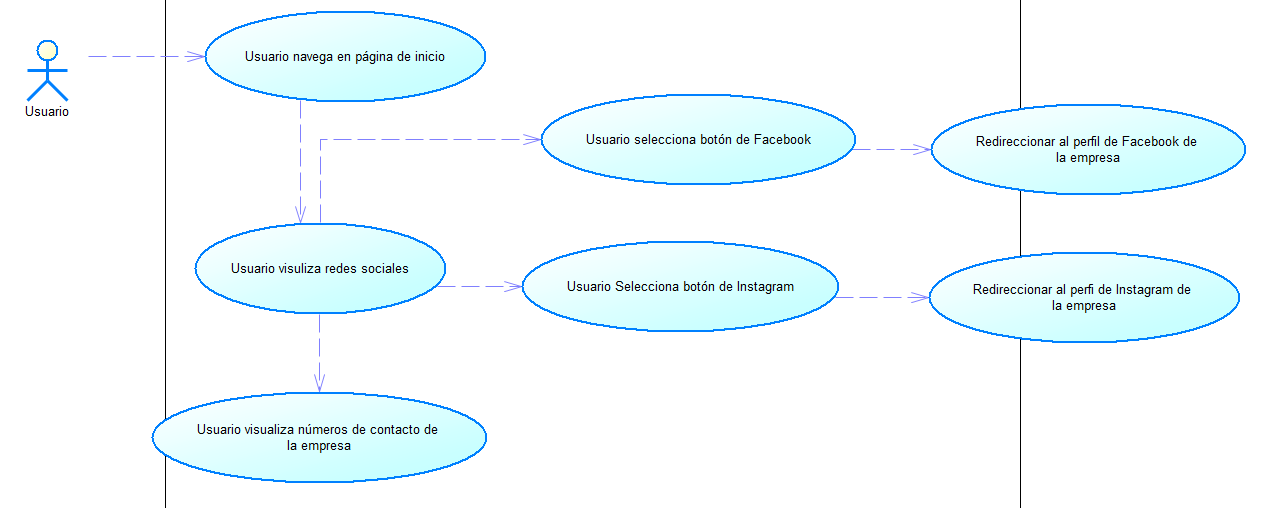 Usuario
Usuario navega en página de inicio
Usuario selecciona botón de Facebook
Redireccionar al perfil de Facebook de
la empresa
Usuario visuliza redes sociales
Usuario Selecciona botón de Instagram
Redireccionar al perfi de Instagram de
la empresa
Usuario visualiza números de contacto de
la empresa